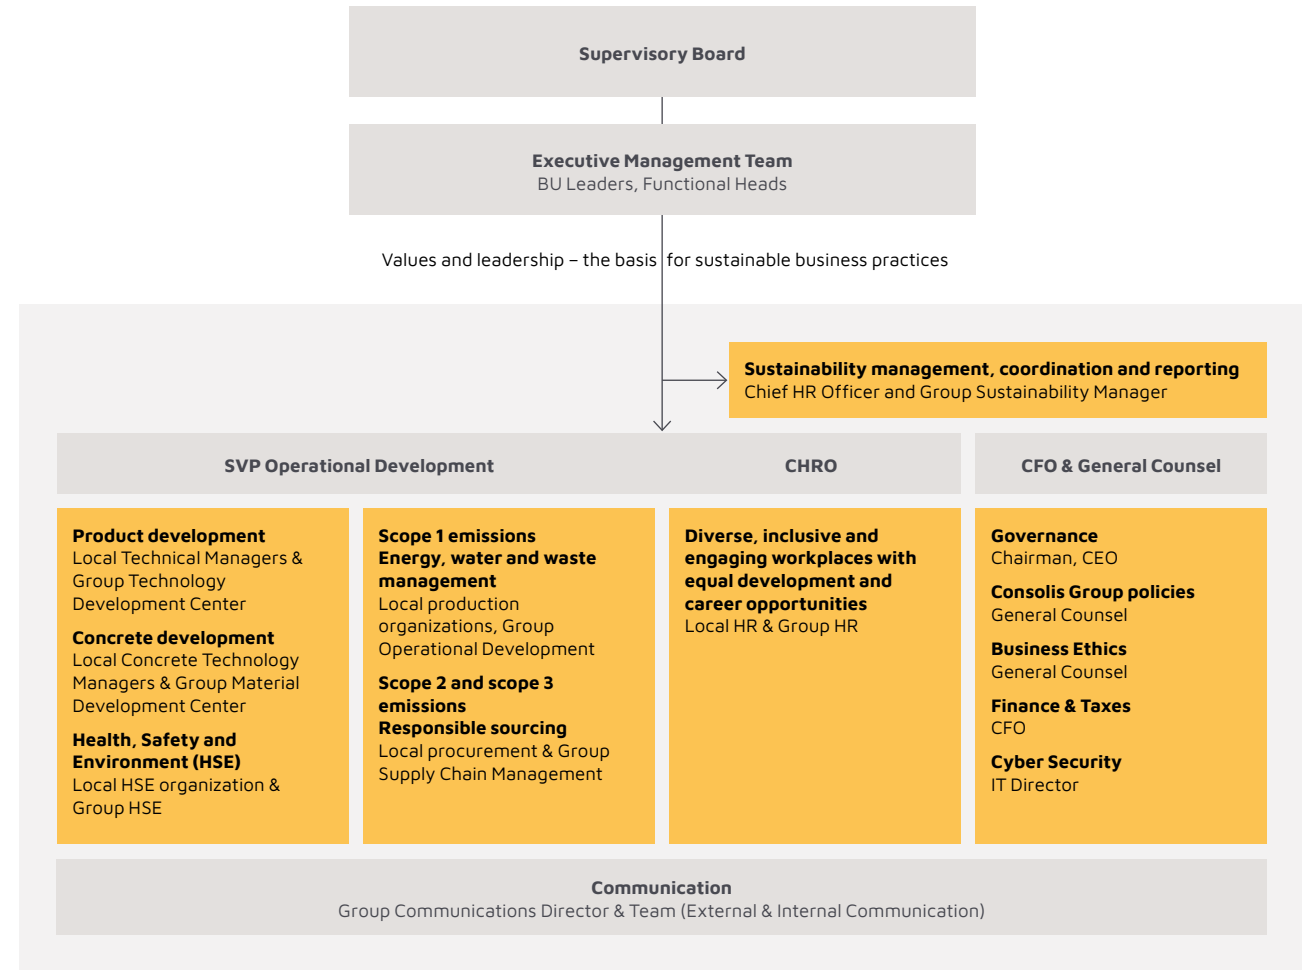 Supervisory Board
Executive Management Team
BU Leaders, Functional Heads
Values and leadership – the basis for sustainable business practices
Sustainability management, coordination and reporting
Chief HR Officer and Group Sustainability Manager
SVP Operational Development
CHRO
CFO & General Counsel
Product development
Local Technical Managers &
Group Technology
Development Center
Concrete development
Local Concrete Technology
Managers & Group Material
Development Center
Health, Safety and
Environment (HSE)
Local HSE organization &
Group HSE
Scope 1 emissions
Energy, water and waste
management
Local production
organizations, Group
Operational Development
Scope 2 and scope 3
emissions
Responsible sourcing
Local procurement & Group
Supply Chain Management
Diverse, inclusive and
engaging workplaces with
equal development and
career opportunities
Local HR & Group HR
Governance
Chairman, CEO
Consolis Group policies
General Counsel
Business Ethics
General Counsel
Finance & Taxes
CFO
Cyber Security
IT Director
Communication
Group Communications Director & Team (External & Internal Communication)